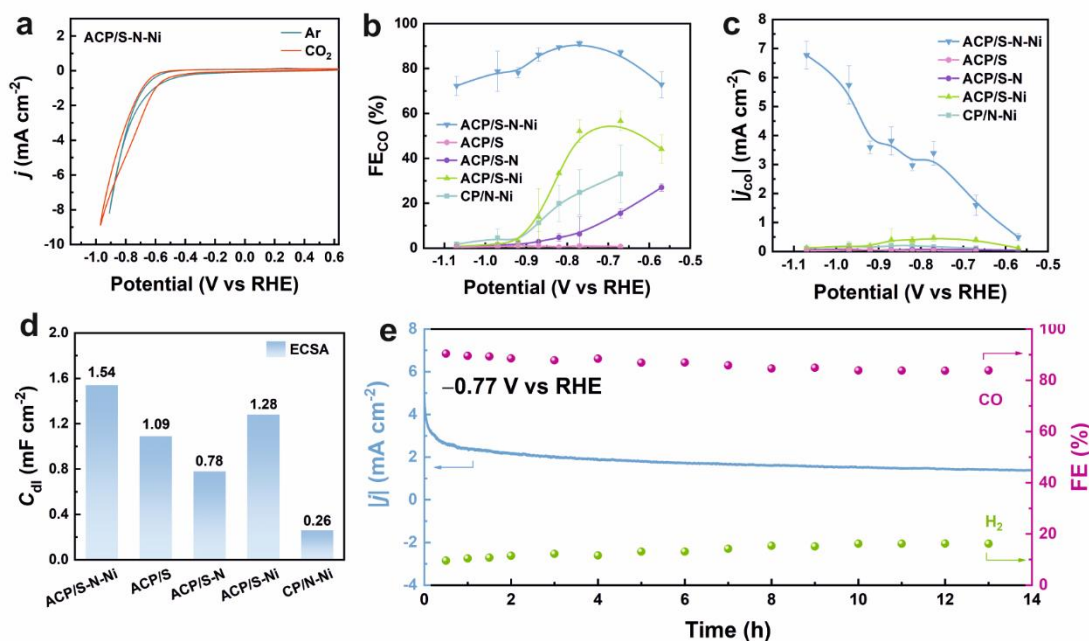 a
ACP/S-N-Ni
Ar
CO₂
2
0
-2
-4
-6
-8
-10
-1.0 -0.8 -0.6 -0.4 -0.2 0.0 0.2 0.4 0.6
j (mA cm⁻²)
Potential (V vs RHE)
b
100
80
60
40
20
0
ACP/S-N-Ni
ACP/S
ACP/S-N
ACP/S-Ni
CP/N-Ni
-1.1 -1.0 -0.9 -0.8 -0.7 -0.6 -0.5
FE_CO (%)
Potential (V vs RHE)
c
7
6
5
4
3
2
1
0
ACP/S-N-Ni
ACP/S
ACP/S-N
ACP/S-Ni
CP/N-Ni
-1.1 -1.0 -0.9 -0.8 -0.7 -0.6 -0.5
|j_CO| (mA cm⁻²)
Potential (V vs RHE)
d
ECSA
2.0
1.6
1.2
0.8
0.4
0.0
1.54
1.09
0.78
1.28
0.26
ACP/S-N-Ni
ACP/S
ACP/S-N
ACP/S-Ni
CP/N-Ni
C_dl (mF cm⁻²)
e
8
6
4
2
0
-2
-4
−0.77 V vs RHE
CO
H₂
100
80
60
40
20
0
0 2 4 6 8 10 12 14
|j| (mA cm⁻²)
FE (%)
Time (h)